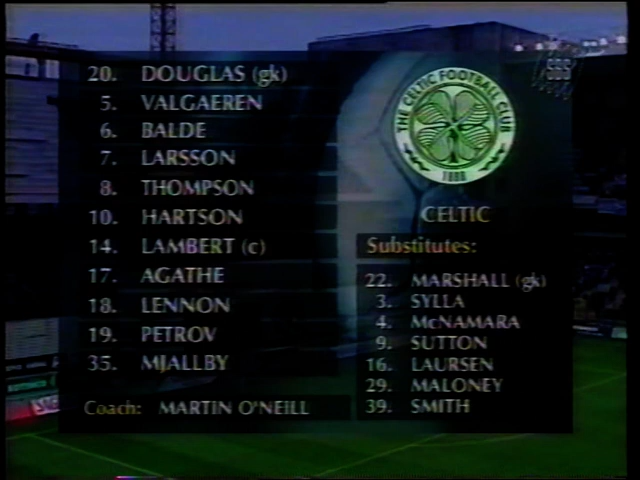 20. DOUGLAS (gk)
5. VALGAEREN
6. BALDE
7. LARSSON
8. THOMPSON
10. HARTSON
14. LAMBERT (c)
17. AGATHE
18. LENNON
19. PETROV
35. MJALLBY
Coach: MARTIN O'NEILL
SBS
THE CELTIC FOOTBALL CLUB
1888
CELTIC
Substitutes:
22. MARSHALL (gk)
3. SYLLA
4. McNAMARA
9. SUTTON
16. LAURSEN
29. MALONEY
39. SMITH